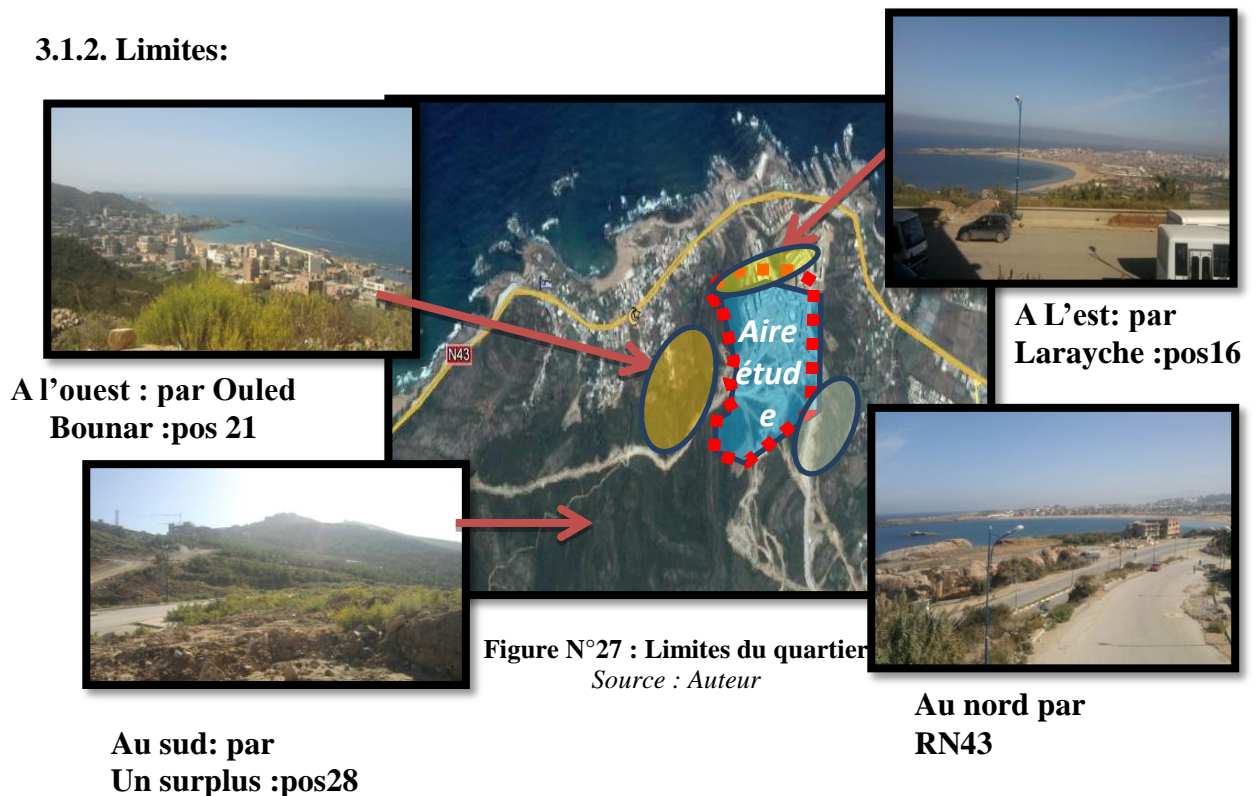 3.1.2. Limites:
N43
Aire
étud
e
A L’est: par
Larayche :pos16
A l’ouest : par Ouled
Bounar :pos 21
Figure N°27 : Limites du quartier
Source : Auteur
Au nord par
RN43
Au sud: par
Un surplus :pos28